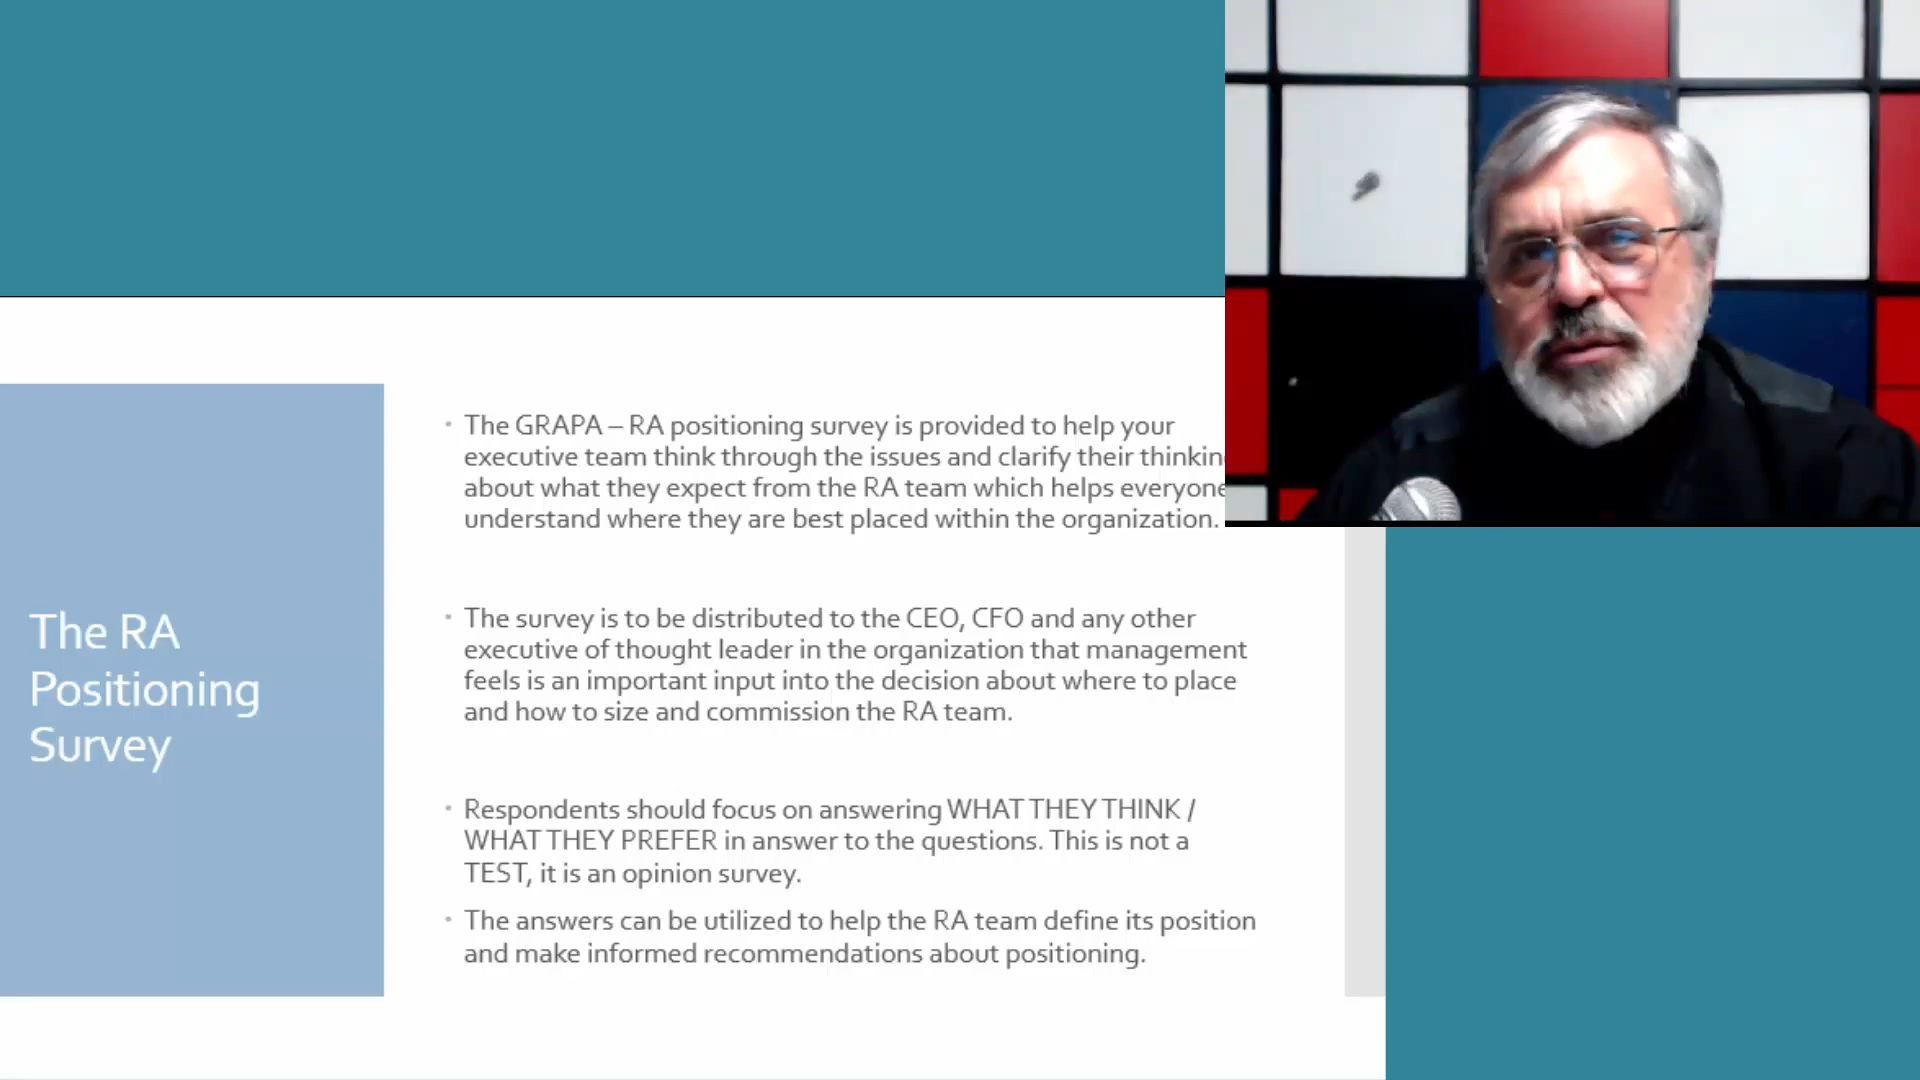 The RA
Positioning
Survey
• The GRAPA – RA positioning survey is provided to help your
executive team think through the issues and clarify their thinkin
about what they expect from the RA team which helps everyone
understand where they are best placed within the organization.
• The survey is to be distributed to the CEO, CFO and any other
executive of thought leader in the organization that management
feels is an important input into the decision about where to place
and how to size and commission the RA team.
• Respondents should focus on answering WHAT THEY THINK /
WHAT THEY PREFER in answer to the questions. This is not a
TEST, it is an opinion survey.
• The answers can be utilized to help the RA team define its position
and make informed recommendations about positioning.